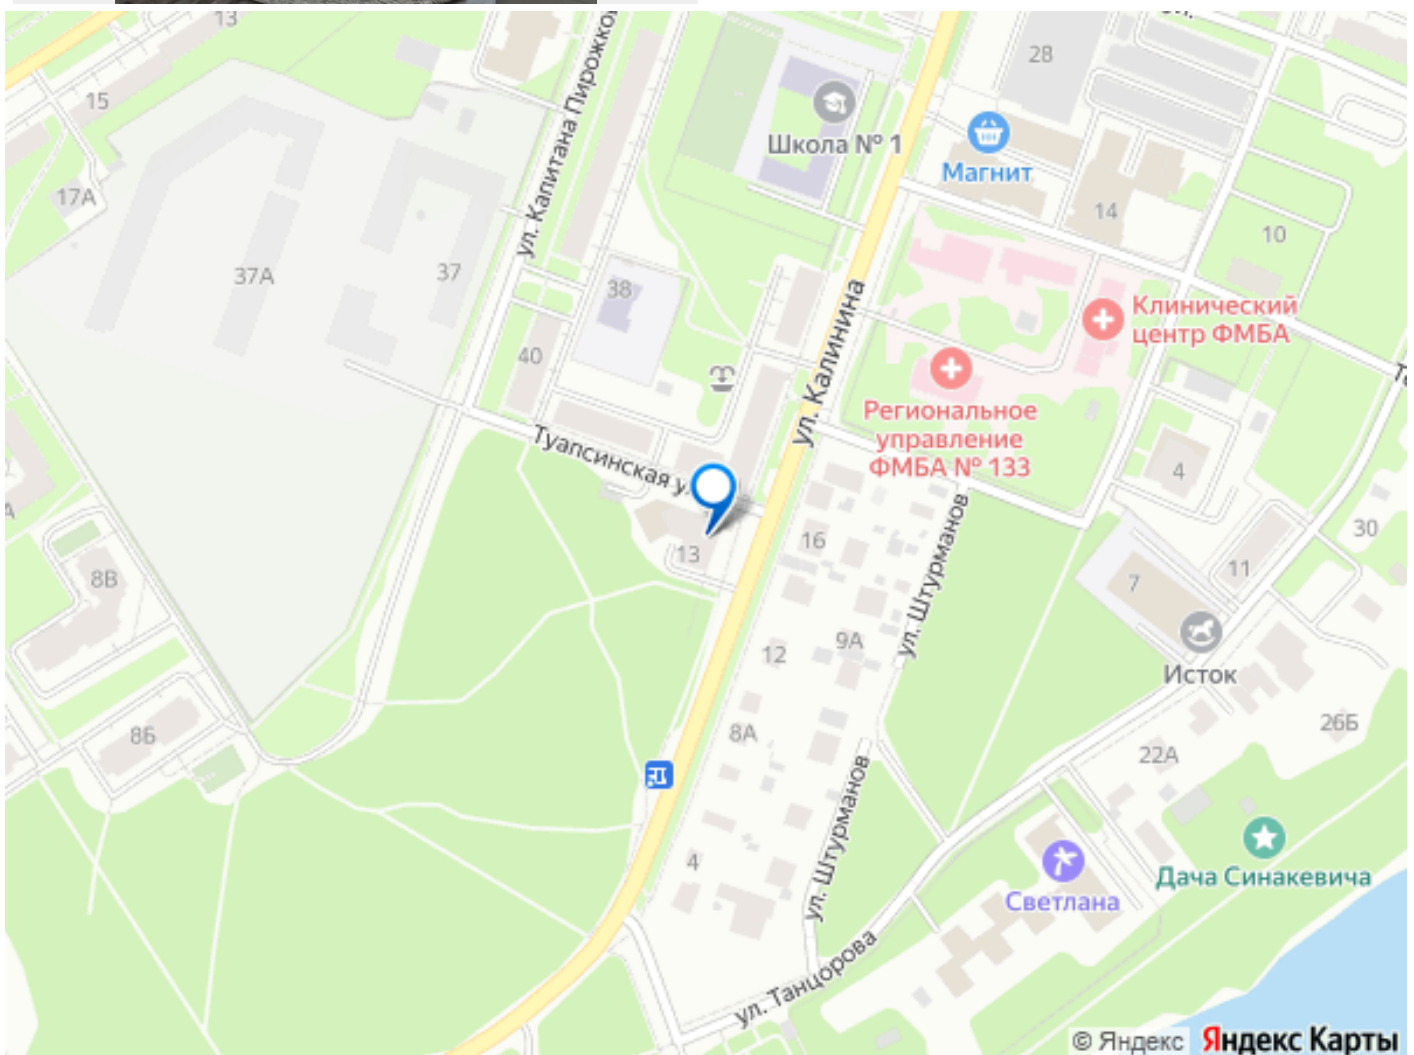 13
28
15
ул. Капитана Пирожко
Школа № 1
Магнит
17А
14
10
37А
37
38
ул. Калинина
Клинический
центр ФМБА
40
Региональное
управление
ФМБА № 133
Туапсинская у
4
ул. Штурманов
30
16
13
11
8В
7
12
9А
Исток
8Б
8А
26Б
22А
ул. Штурманов
4
Дача Синакевича
Светлана
ул. Танцорова
© Яндекс Яндекс Карты